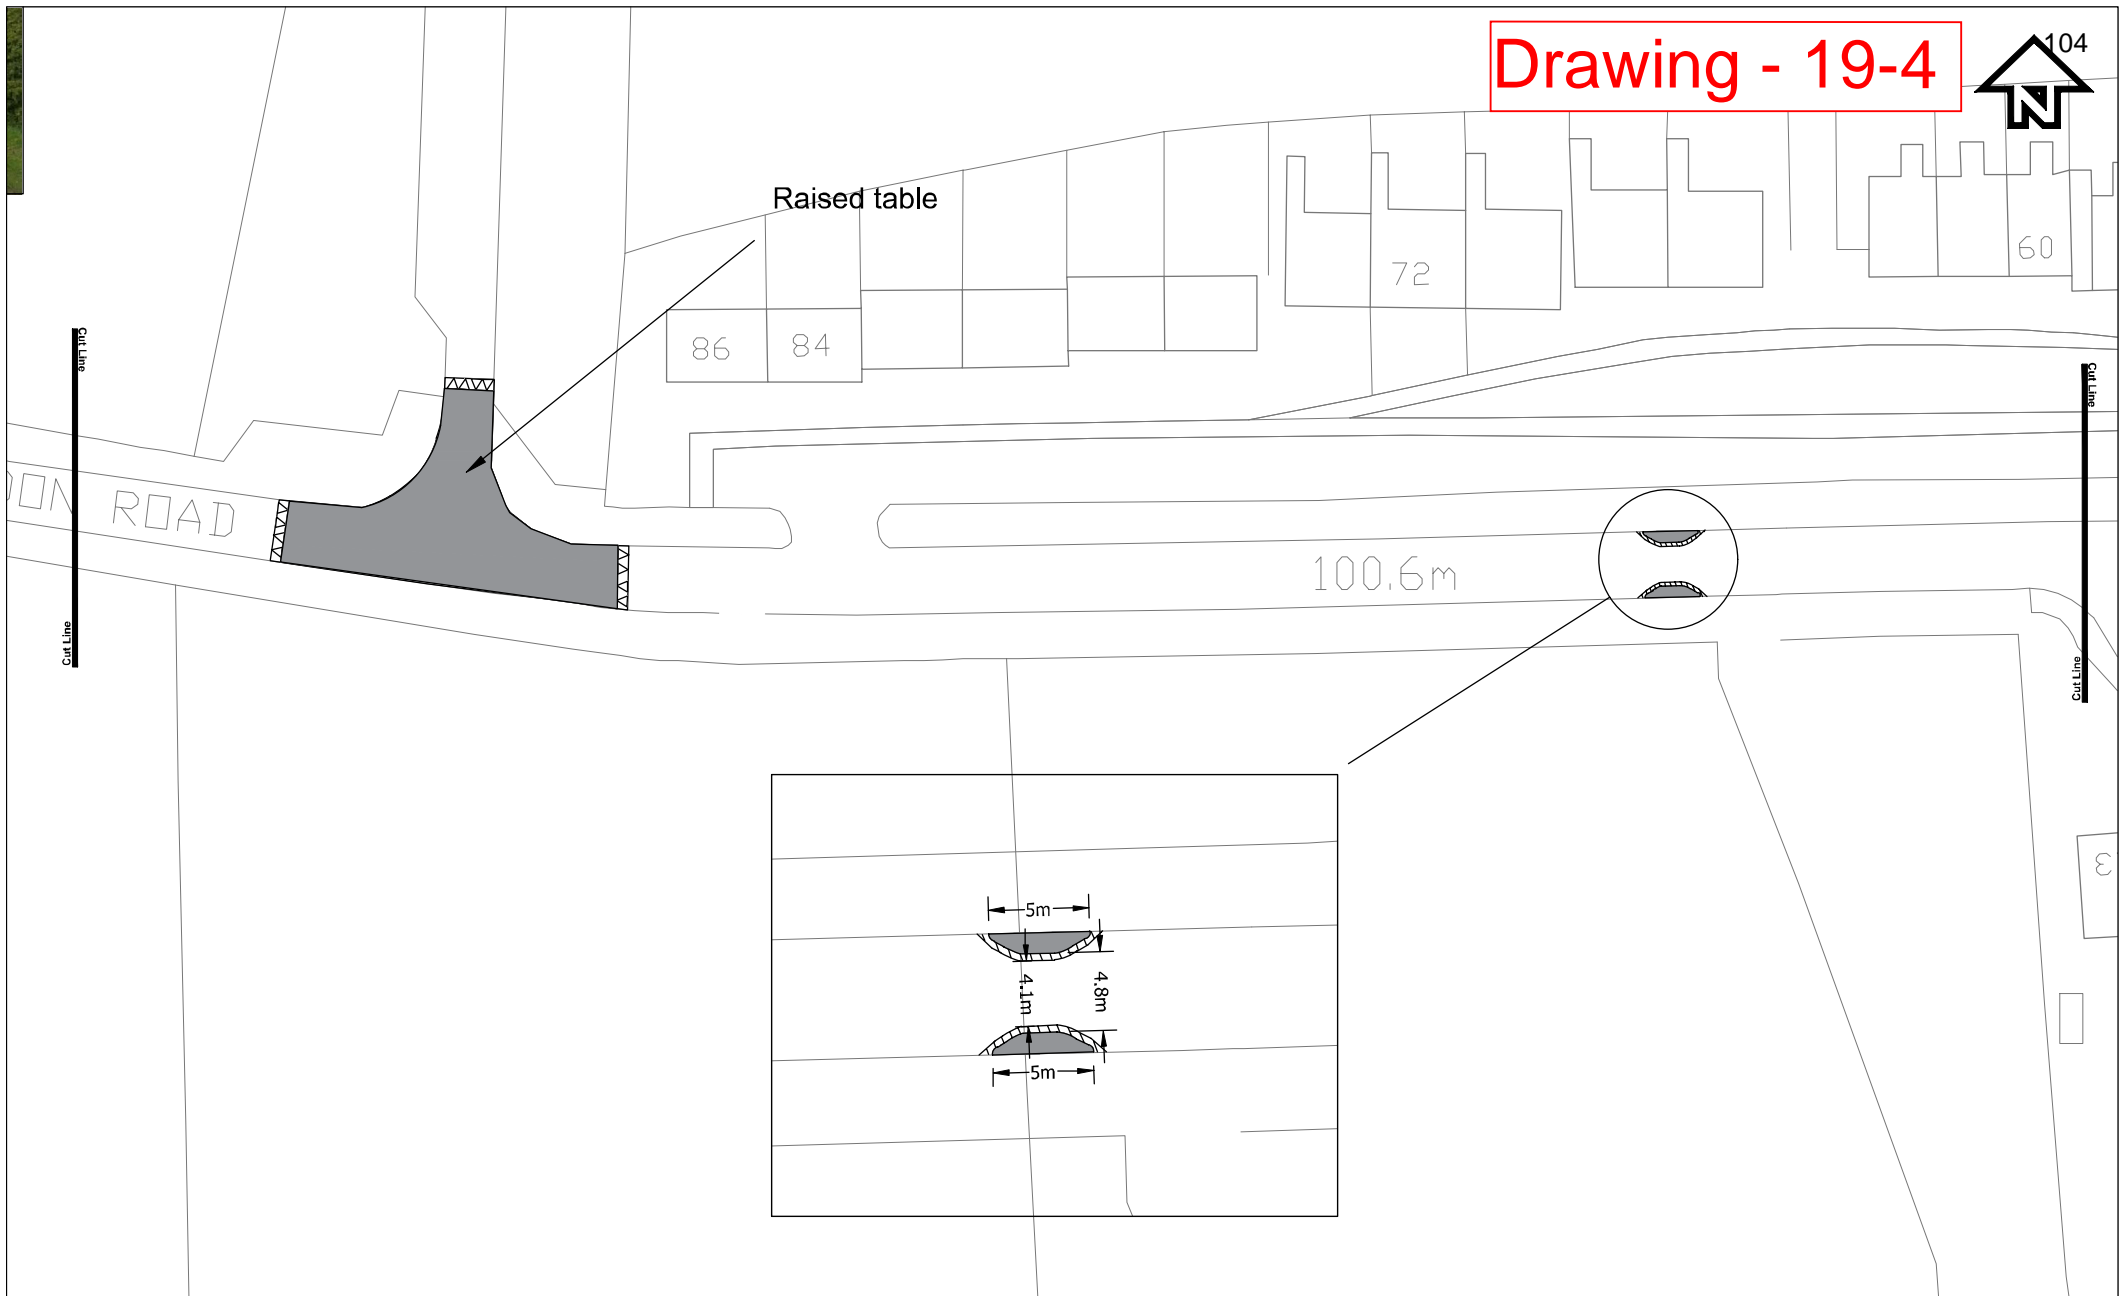 Drawing - 19-4
104
N
Raised table
60
72
86
84
Cut Line
Cut Line
ROAD
100.6m
Cut Line
Cut Line
5m
4.1m
4.8m
5m